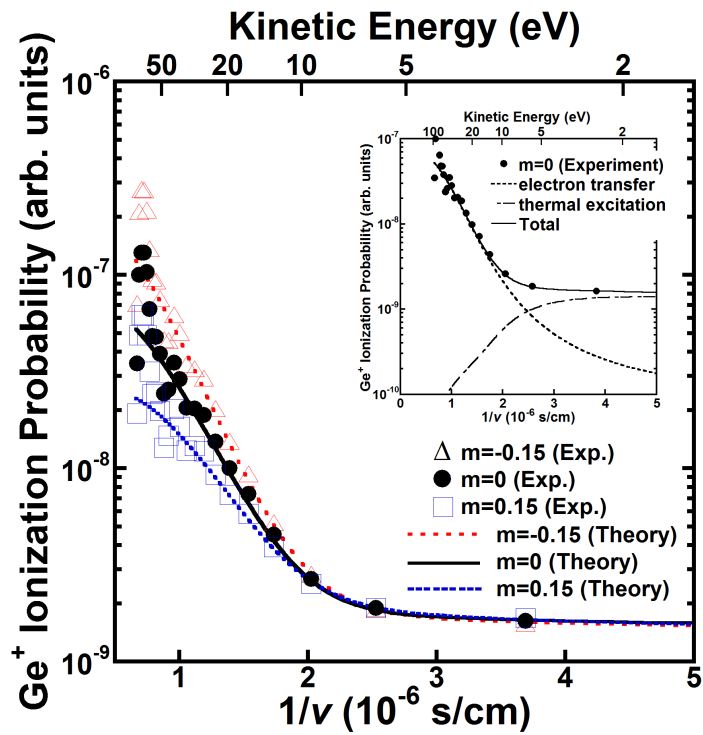 Kinetic Energy (eV)
50 20 10 5 2
Ge⁺ Ionization Probability (arb. units)
10⁻⁶
10⁻⁷
10⁻⁸
10⁻⁹
Kinetic Energy (eV)
100 20 10 5 2
Ge⁺ Ionization Probability (arb. units)
10⁻⁷
10⁻⁸
10⁻⁹
10⁻¹⁰
m=0 (Experiment)
electron transfer
thermal excitation
Total
0 1 2 3 4 5
1/v (10⁻⁶ s/cm)
m=-0.15 (Exp.)
m=0 (Exp.)
m=0.15 (Exp.)
m=-0.15 (Theory)
m=0 (Theory)
m=0.15 (Theory)
1 2 3 4 5
1/v (10⁻⁶ s/cm)